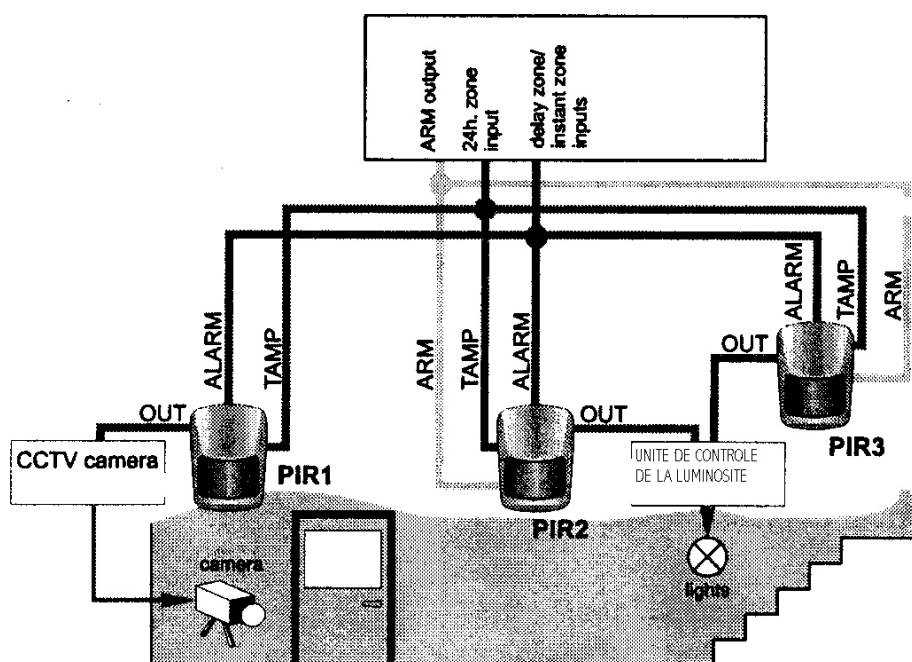 ARM output
24h. zone
input
delay zone/
instant zone
inputs
ALARM
TAMP
ARM
TAMP
ALARM
ALARM
TAMP
ARM
OUT
OUT
OUT
CCTV camera
PIR1
PIR2
PIR3
UNITE DE CONTROLE
DE LA LUMINOSITE
camera
lights